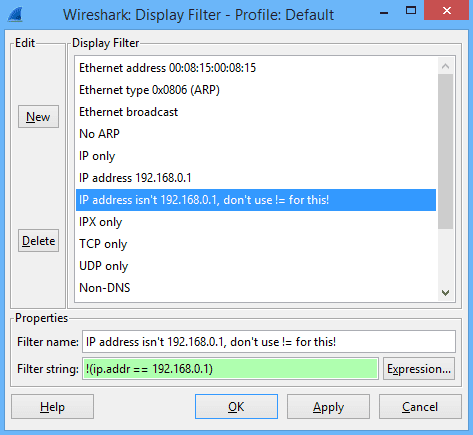 Wireshark: Display Filter - Profile: Default
Edit
Display Filter
New
Delete
Ethernet address 00:08:15:00:08:15
Ethernet type 0x0806 (ARP)
Ethernet broadcast
No ARP
IP only
IP address 192.168.0.1
IP address isn't 192.168.0.1, don't use != for this!
IPX only
TCP only
UDP only
Non-DNS
Properties
Filter name: IP address isn't 192.168.0.1, don't use != for this!
Filter string: !(ip.addr == 192.168.0.1) Expression...
Help OK Apply Cancel